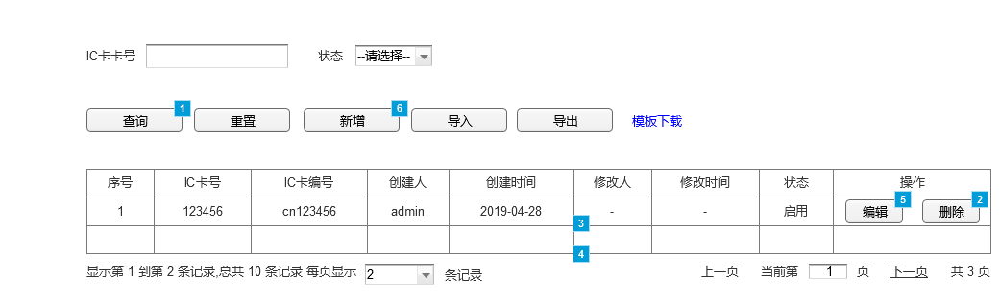 IC卡卡号 状态 --请选择--
查询 1 重置 新增 6 导入 导出 模板下载
序号 IC卡号 IC卡编号 创建人 创建时间 修改人 修改时间 状态 操作
1 123456 cn123456 admin 2019-04-28 - - 启用 编辑 5 删除 2
3
4
显示第 1 到第 2 条记录,总共 10 条记录 每页显示 2 条记录 上一页 当前第 1 页 下一页 共 3 页